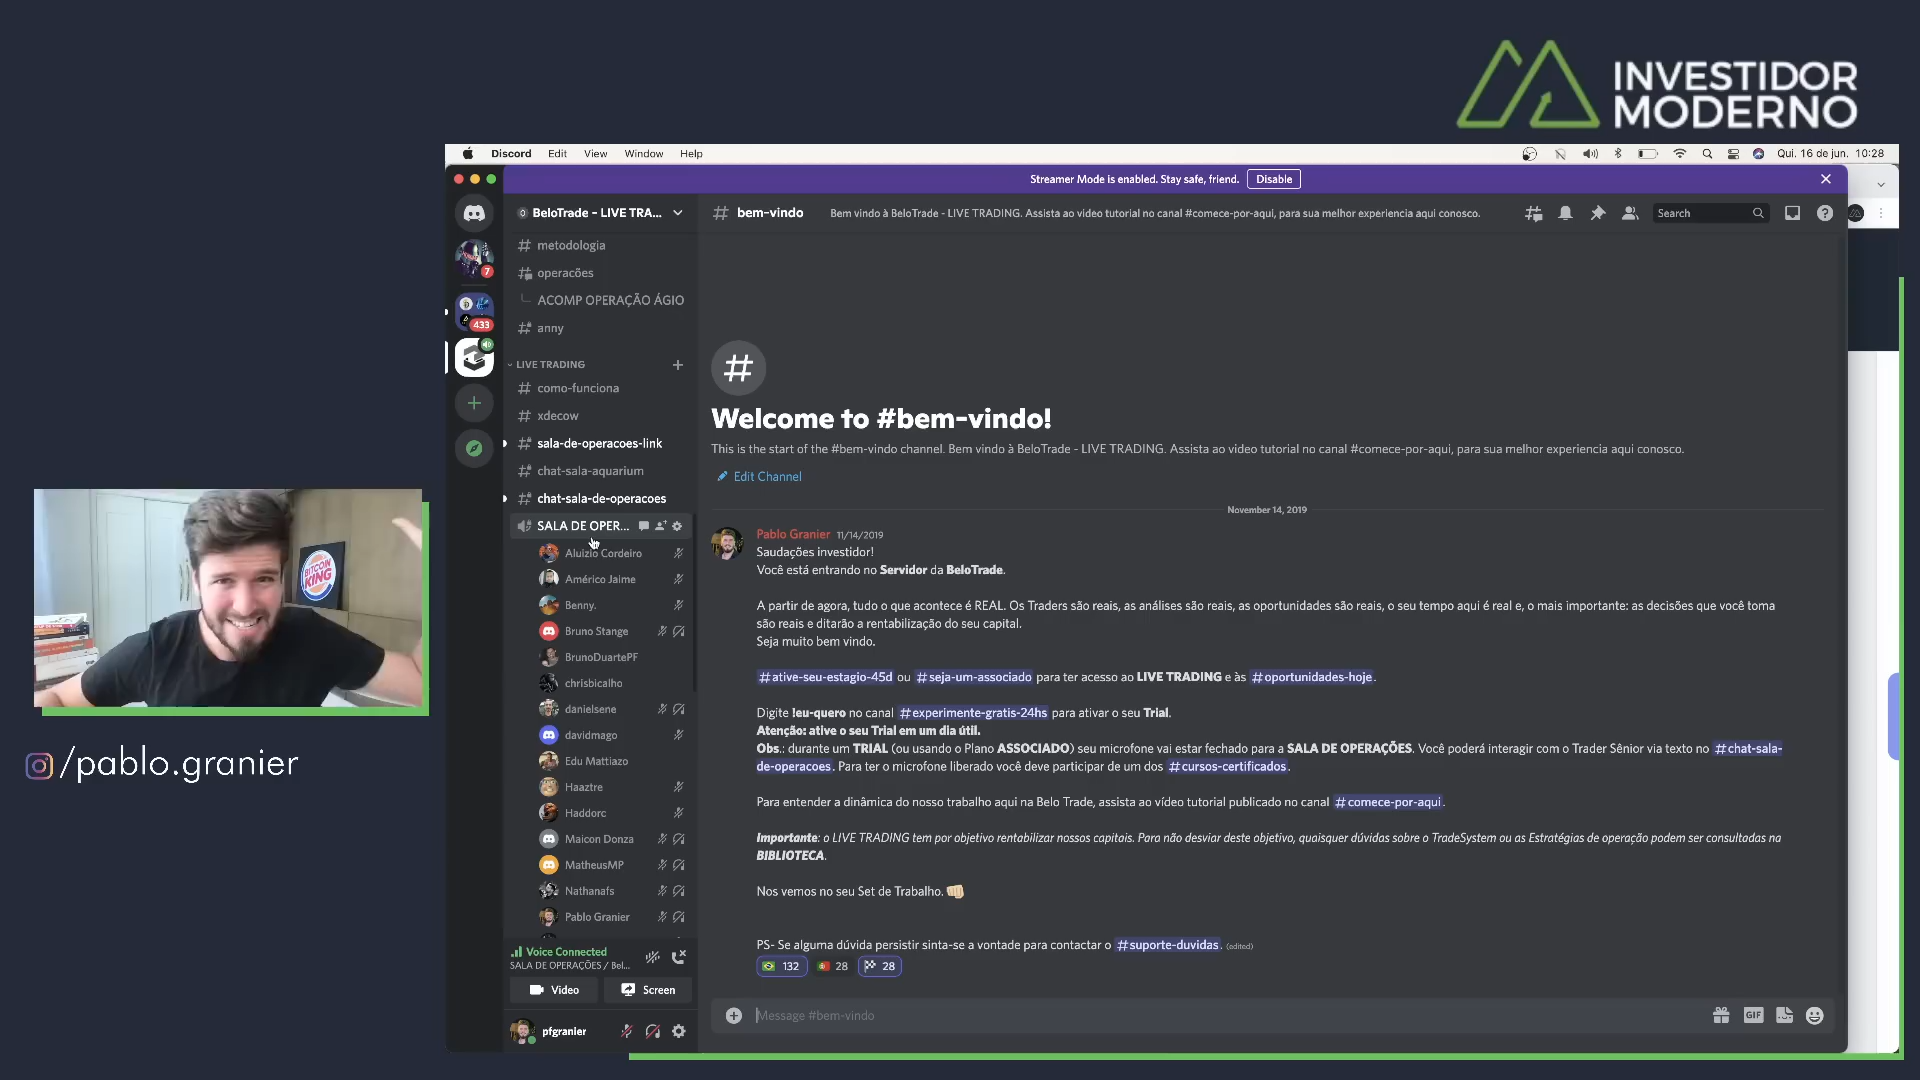 INVESTIDOR
MODERNO
Discord Edit View Window Help
Qui. 16 de jun. 10:28
Streamer Mode is enabled. Stay safe, friend. Disable
BeloTrade - LIVE TRA...
# bem-vindo
Bem vindo à BeloTrade - LIVE TRADING. Assista ao video tutorial no canal #comece-por-aqui, para sua melhor experiencia aqui conosco.
Search
7
433
metodologia
operacões
ACOMP OPERAÇÃO ÁGIO
anny
LIVE TRADING
como-funciona
xdecow
sala-de-operacoes-link
chat-sala-aquarium
chat-sala-de-operacoes
SALA DE OPER...
Aluizio Cordeiro
Américo Jaime
Benny.
Bruno Stange
BrunoDuartePF
chrisbicalho
danielsene
davidmago
Edu Mattiazo
Haaztre
Haddorc
Maicon Donza
MatheusMP
Nathanafs
Pablo Granier
Voice Connected
SALA DE OPERAÇÕES / Bel...
Video Screen
pfgranier
#
Welcome to #bem-vindo!
This is the start of the #bem-vindo channel. Bem vindo à BeloTrade - LIVE TRADING. Assista ao video tutorial no canal #comece-por-aqui, para sua melhor experiencia aqui conosco.
Edit Channel
November 14, 2019
Pablo Granier 11/14/2019
Saudações investidor!
Você está entrando no Servidor da BeloTrade.
A partir de agora, tudo o que acontece é REAL. Os Traders são reais, as análises são reais, as oportunidades são reais, o seu tempo aqui é real e, o mais importante: as decisões que você toma
são reais e ditarão a rentabilização do seu capital.
Seja muito bem vindo.
#ative-seu-estagio-45d ou #seja-um-associado para ter acesso ao LIVE TRADING e às #oportunidades-hoje.
Digite !eu-quero no canal #experimente-gratis-24hs para ativar o seu Trial.
Atenção: ative o seu Trial em um dia útil.
Obs.: durante um TRIAL (ou usando o Plano ASSOCIADO) seu microfone vai estar fechado para a SALA DE OPERAÇÕES. Você poderá interagir com o Trader Sênior via texto no #chat-sala-
de-operacoes. Para ter o microfone liberado você deve participar de um dos #cursos-certificados.
Para entender a dinâmica do nosso trabalho aqui na Belo Trade, assista ao vídeo tutorial publicado no canal #comece-por-aqui.
Importante: o LIVE TRADING tem por objetivo rentabilizar nossos capitais. Para não desviar deste objetivo, quaisquer dúvidas sobre o TradeSystem ou as Estratégias de operação podem ser consultadas na
BIBLIOTECA.
Nos vemos no seu Set de Trabalho.
PS- Se alguma dúvida persistir sinta-se a vontade para contactar o #suporte-duvidas. (edited)
132 28 28
Message #bem-vindo
GIF
BITCOIN
KING
/pablo.granier